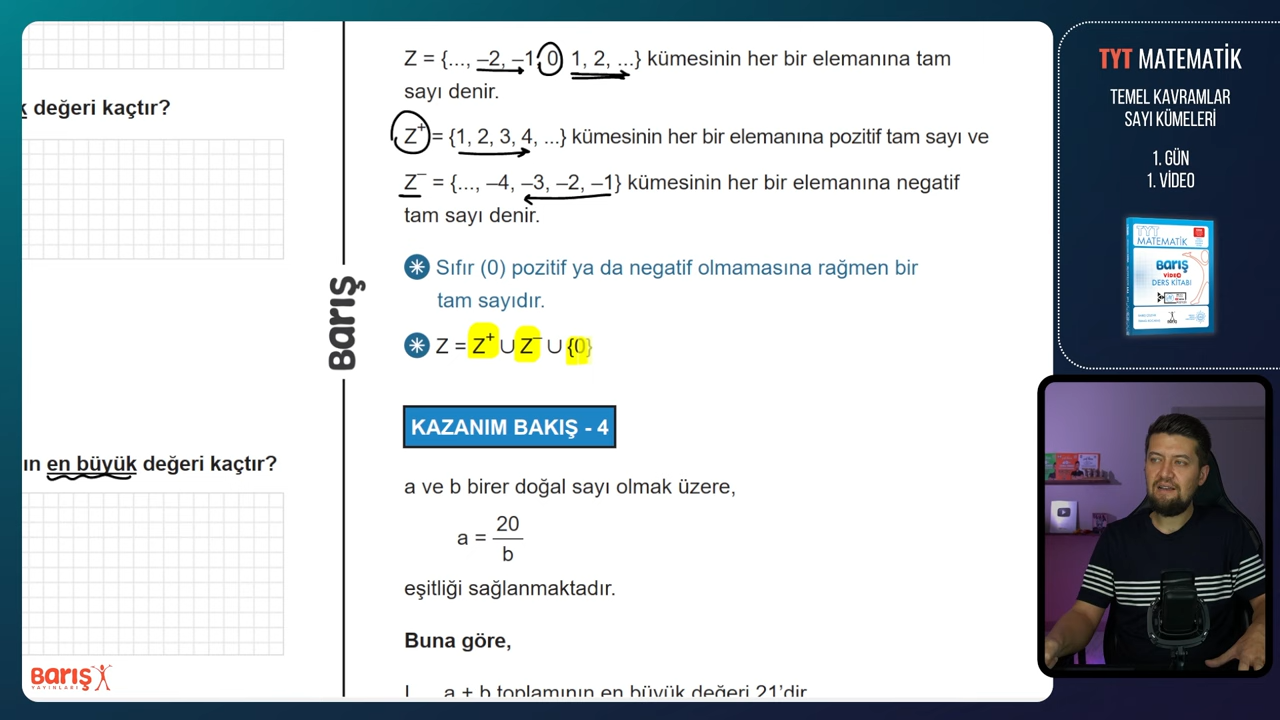 k değeri kaçtır?
ın en büyük değeri kaçtır?
Barış
YAYINLARI
Barış
Z = {..., –2, –1, 0, 1, 2, ...} kümesinin her bir elemanına tam
sayı denir.
Z⁺ = {1, 2, 3, 4, ...} kümesinin her bir elemanına pozitif tam sayı ve
Z⁻ = {..., –4, –3, –2, –1} kümesinin her bir elemanına negatif
tam sayı denir.
Sıfır (0) pozitif ya da negatif olmamasına rağmen bir
tam sayıdır.
Z = Z⁺ ∪ Z⁻ ∪ {0}
KAZANIM BAKIŞ - 4
a ve b birer doğal sayı olmak üzere,
a = 20/b
eşitliği sağlanmaktadır.
Buna göre,
I. a + b toplamının en büyük değeri 21'dir.
TYT MATEMATİK
TEMEL KAVRAMLAR
SAYI KÜMELERİ
1. GÜN
1. VİDEO
TYT
MATEMATİK
Barış
VİDEO
DERS KİTABI